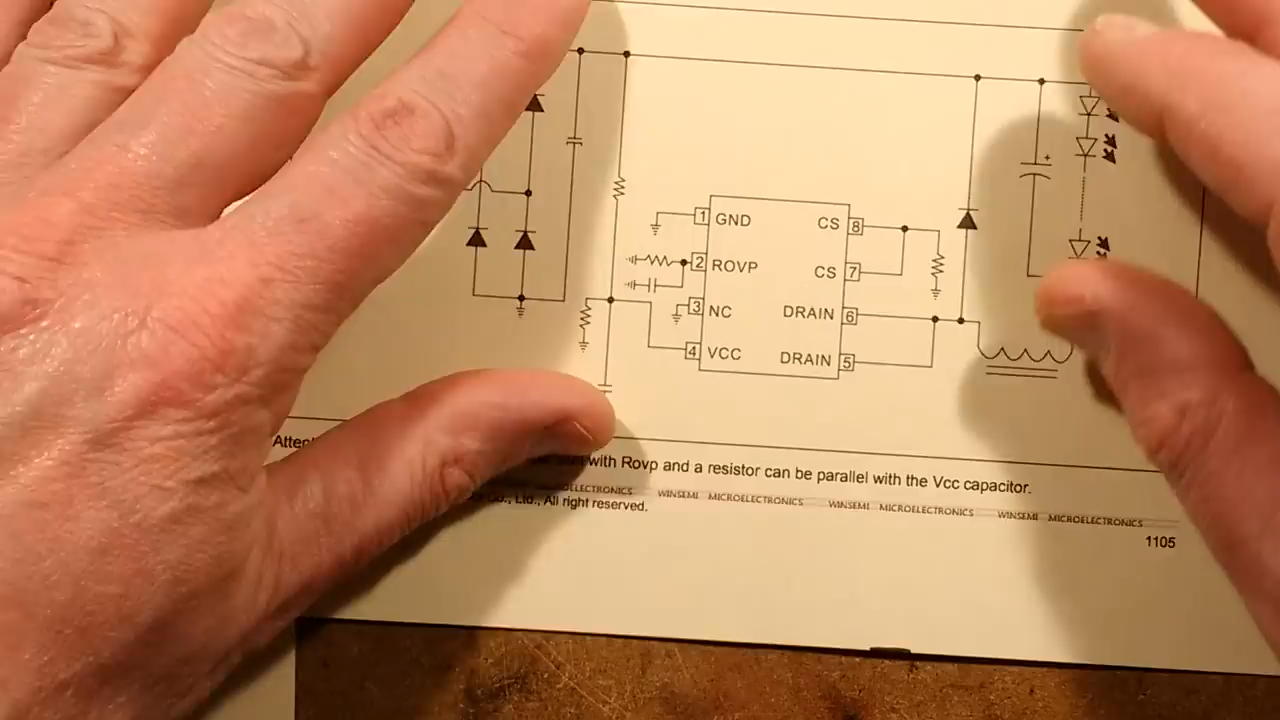 1 GND
CS 8
2 ROVP
CS 7
3 NC
DRAIN 6
4 VCC
DRAIN 5
+
with Rovp and a resistor can be parallel with the Vcc capacitor.
WINSEMI MICROELECTRONICS WINSEMI MICROELECTRONICS WINSEMI MICROELECTRONICS
Ltd., All right reserved.
1105